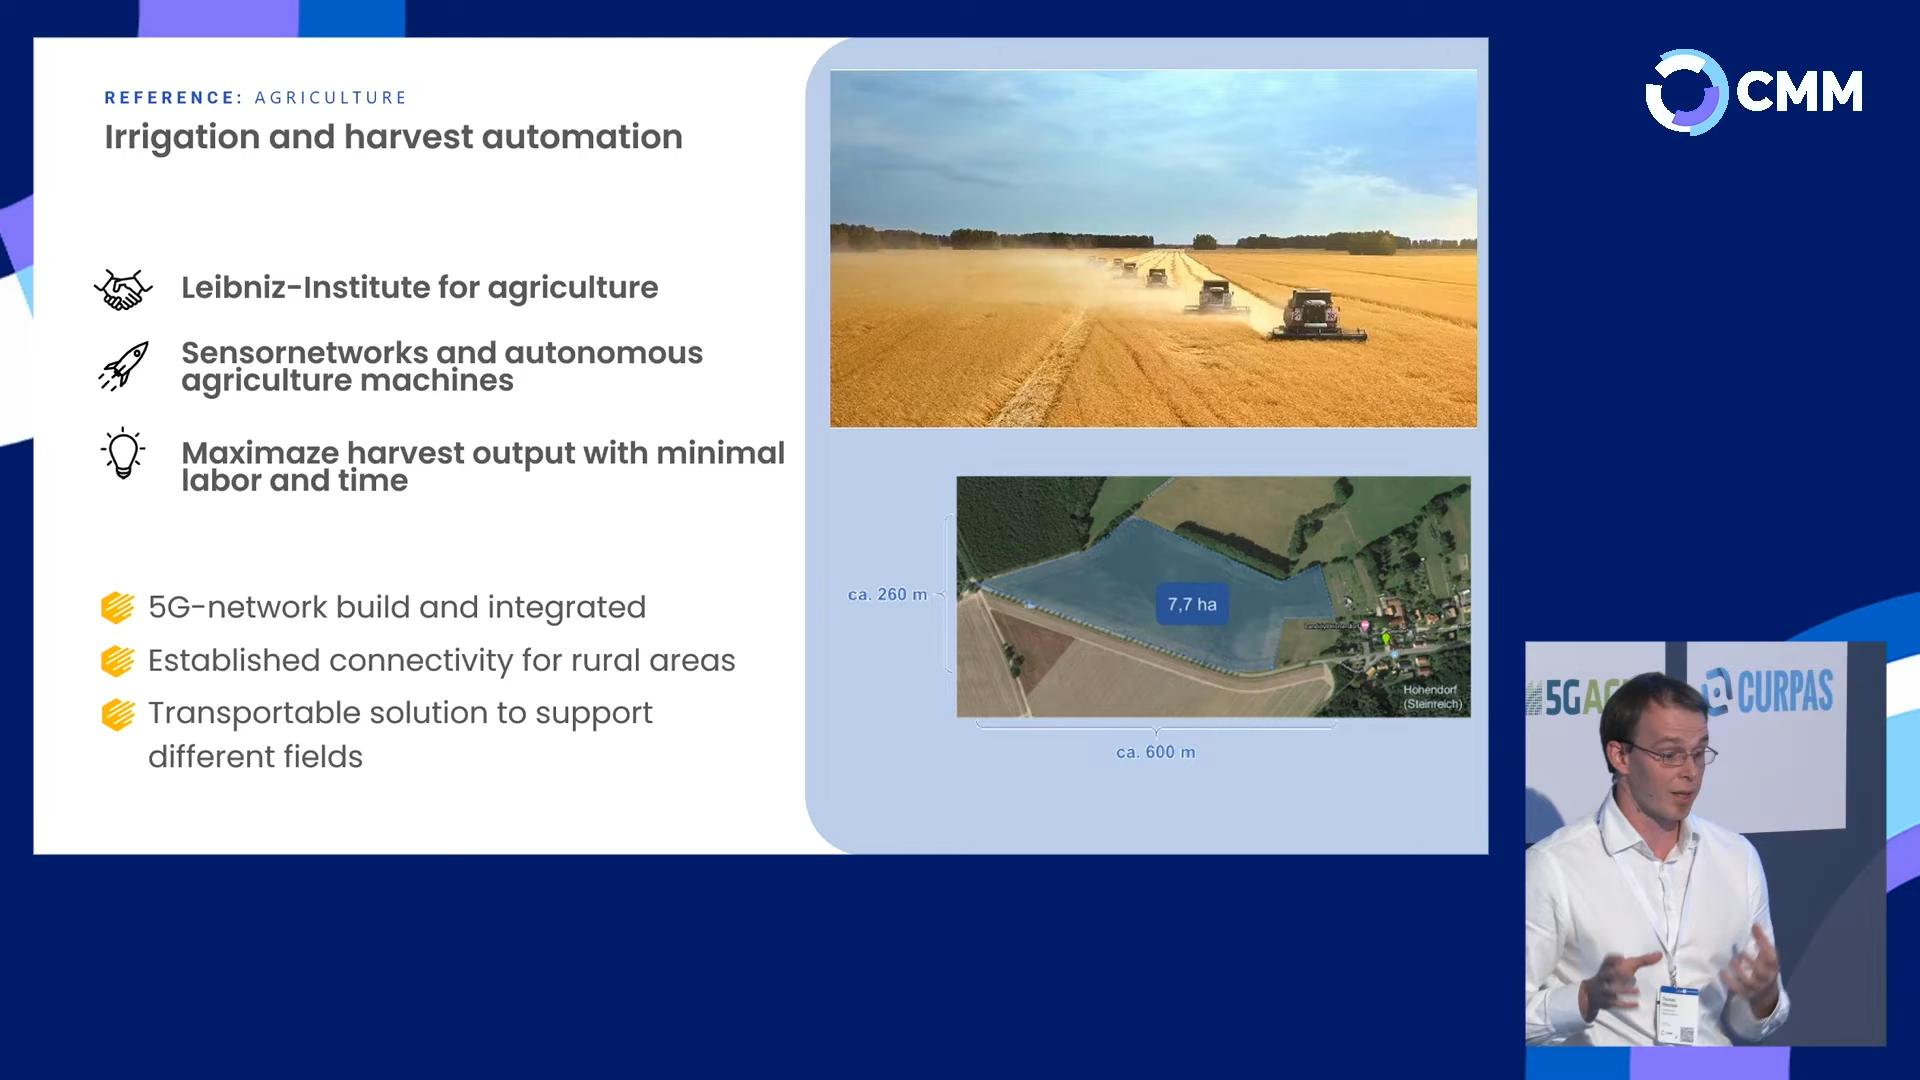 REFERENCE: AGRICULTURE
Irrigation and harvest automation
Leibniz-Institute for agriculture
Sensornetworks and autonomous
agriculture machines
Maximaze harvest output with minimal
labor and time
5G-network build and integrated
Established connectivity for rural areas
Transportable solution to support
different fields
ca. 260 m
7,7 ha
Hohendorf
(Steinreich)
ca. 600 m
CMM
5GAG
CURPAS